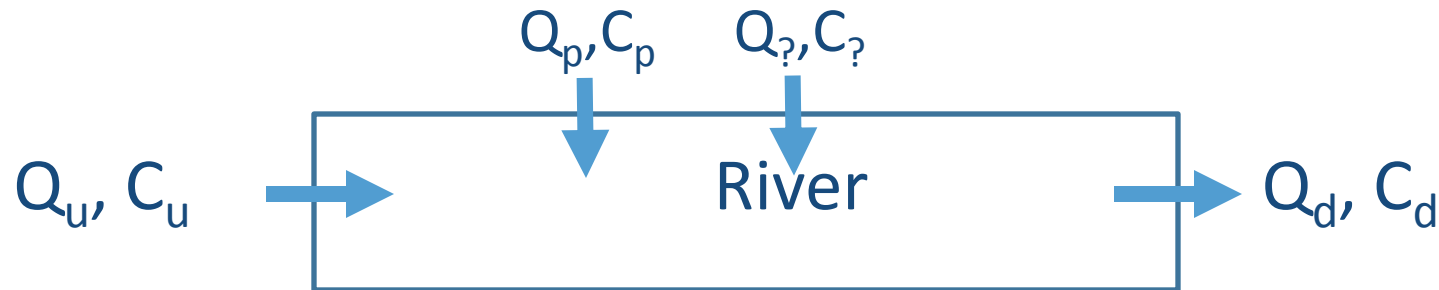 Qp,Cp
Q?,C?
Qu, Cu
River
Qd, Cd